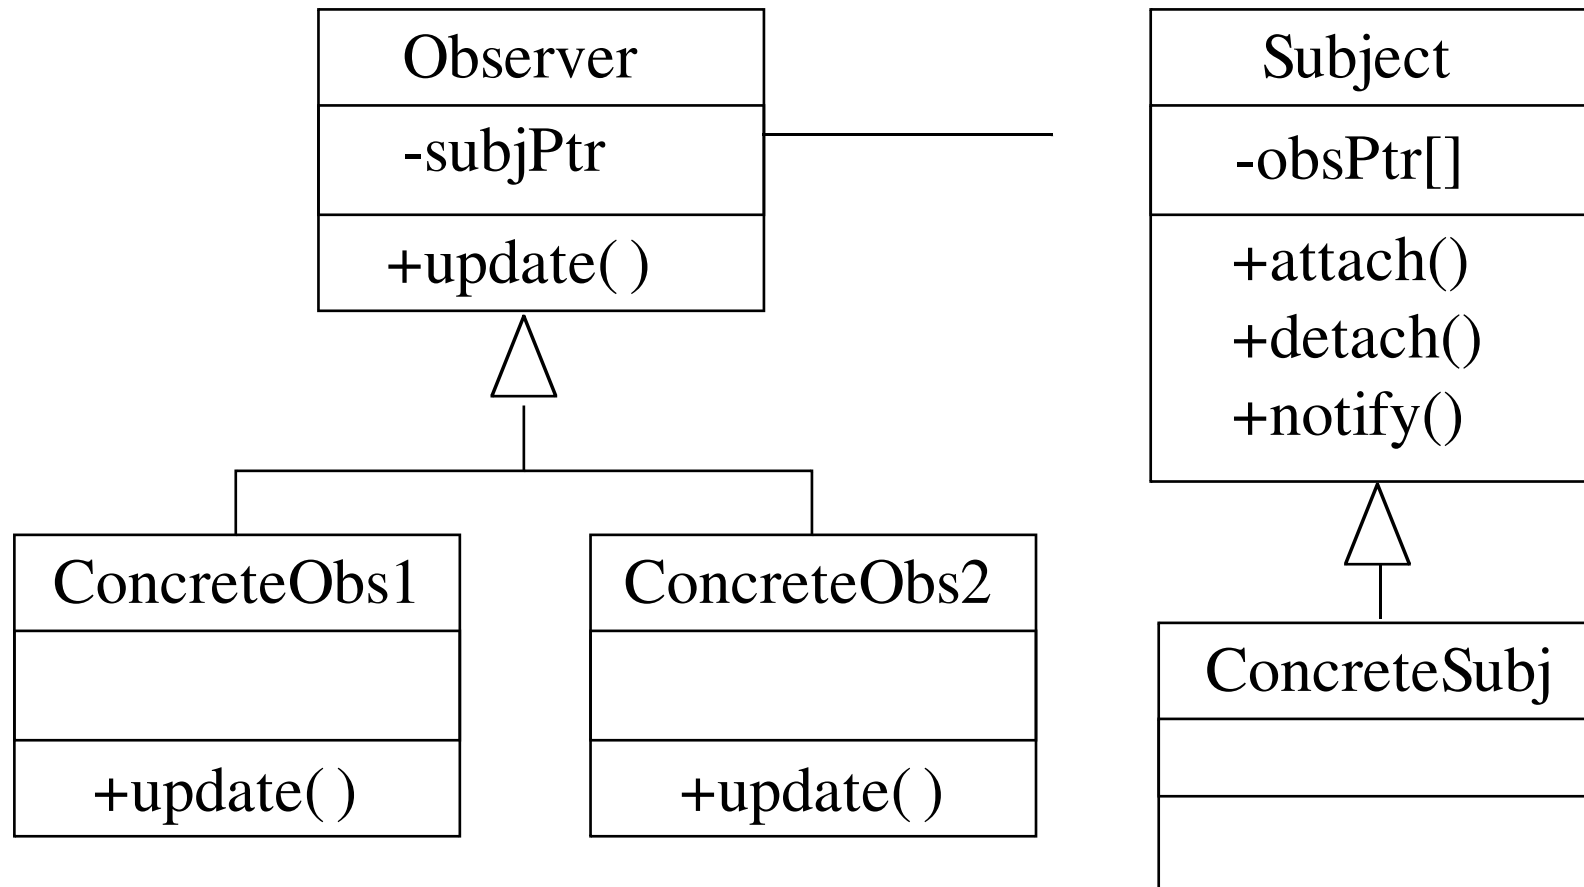 Observer
-subjPtr
+update( )
Subject
-obsPtr[]
+attach()
+detach()
+notify()
ConcreteObs1
+update( )
ConcreteObs2
+update( )
ConcreteSubj